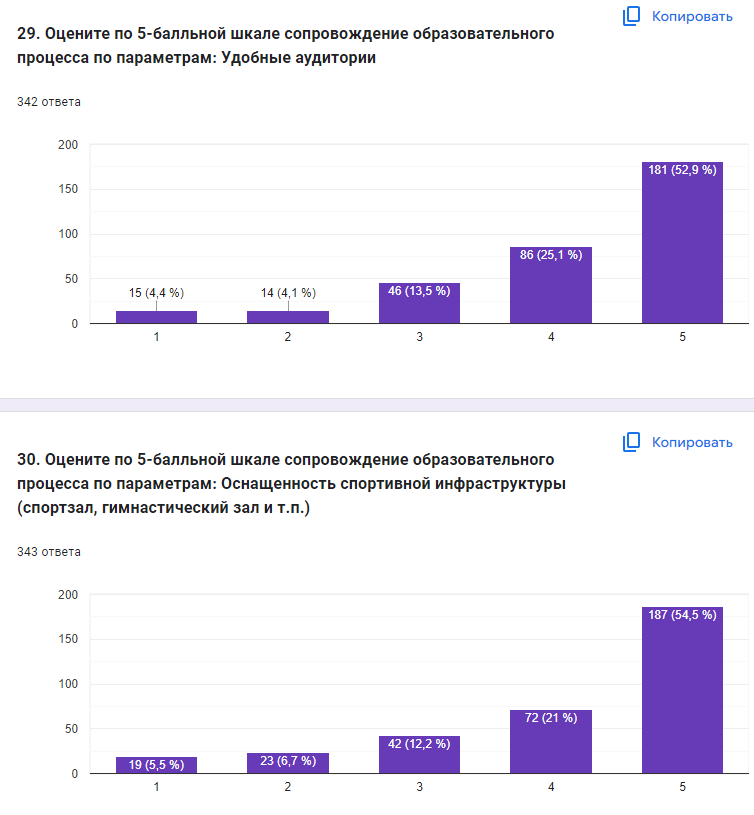 Копировать
29. Оцените по 5-балльной шкале сопровождение образовательного
процесса по параметрам: Удобные аудитории
342 ответа
200
150
100
50
0
15 (4,4 %)
14 (4,1 %)
46 (13,5 %)
86 (25,1 %)
181 (52,9 %)
1 2 3 4 5
Копировать
30. Оцените по 5-балльной шкале сопровождение образовательного
процесса по параметрам: Оснащенность спортивной инфраструктуры
(спортзал, гимнастический зал и т.п.)
343 ответа
200
150
100
50
0
19 (5,5 %)
23 (6,7 %)
42 (12,2 %)
72 (21 %)
187 (54,5 %)
1 2 3 4 5